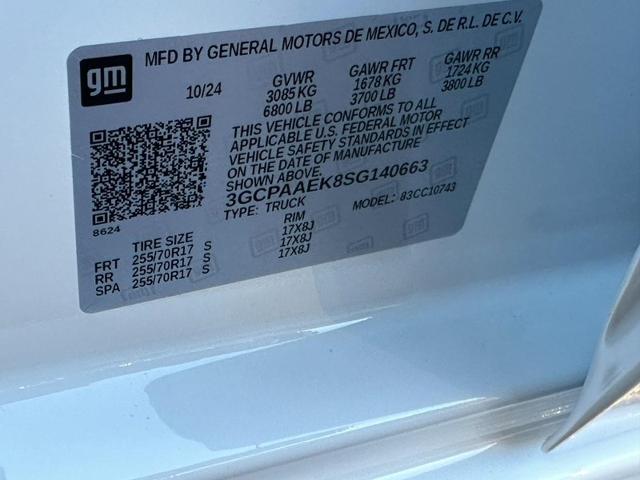 gm
MFD BY GENERAL MOTORS DE MEXICO, S. DE R.L. DE C.V.
10/24 GVWR GAWR FRT GAWR RR
3085 KG 1678 KG 1724 KG
6800 LB 3700 LB 3800 LB
THIS VEHICLE CONFORMS TO ALL
APPLICABLE U.S. FEDERAL MOTOR
VEHICLE SAFETY STANDARDS IN EFFECT
ON THE DATE OF MANUFACTURE
SHOWN ABOVE.
3GCPAAEK8SG140663
TYPE: TRUCK MODEL: 83CC10743
8624
TIRE SIZE RIM
FRT 255/70R17 S 17X8J
RR 255/70R17 S 17X8J
SPA 255/70R17 S 17X8J